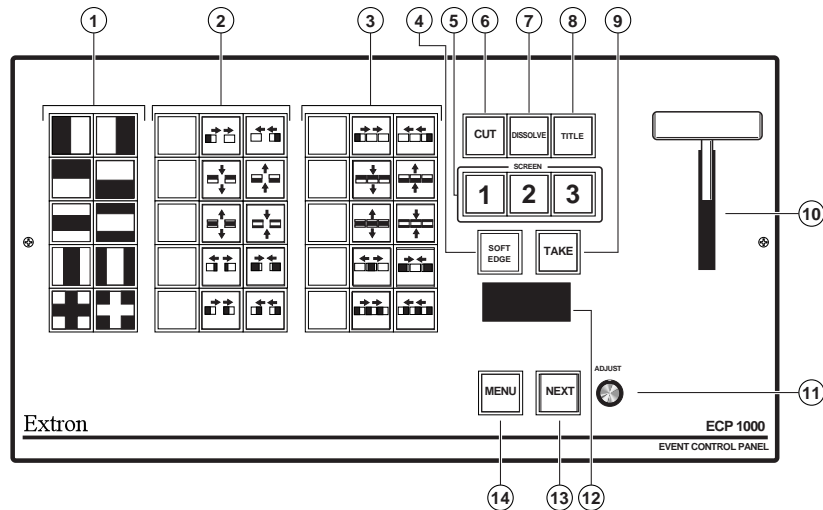 1 2 3 4 5 6 7 8 9
CUT DISSOLVE TITLE
SCREEN
1 2 3
SOFT EDGE
TAKE
10
ADJUST
MENU NEXT
11
Extron
ECP 1000
EVENT CONTROL PANEL
14 13 12